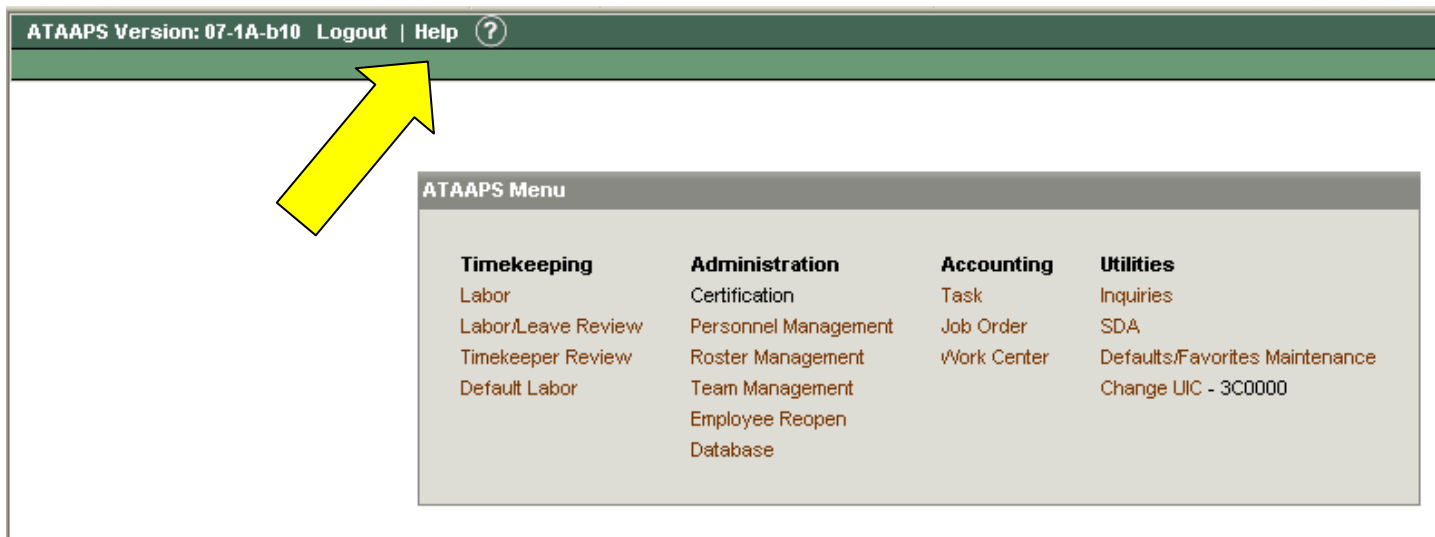 ATAAPS Version: 07-1A-b10 Logout | Help ?
ATAAPS Menu
Timekeeping Administration Accounting Utilities
Labor Certification Task Inquiries
Labor/Leave Review Personnel Management Job Order SDA
Timekeeper Review Roster Management Work Center Defaults/Favorites Maintenance
Default Labor Team Management Change UIC - 3C0000
Employee Reopen
Database